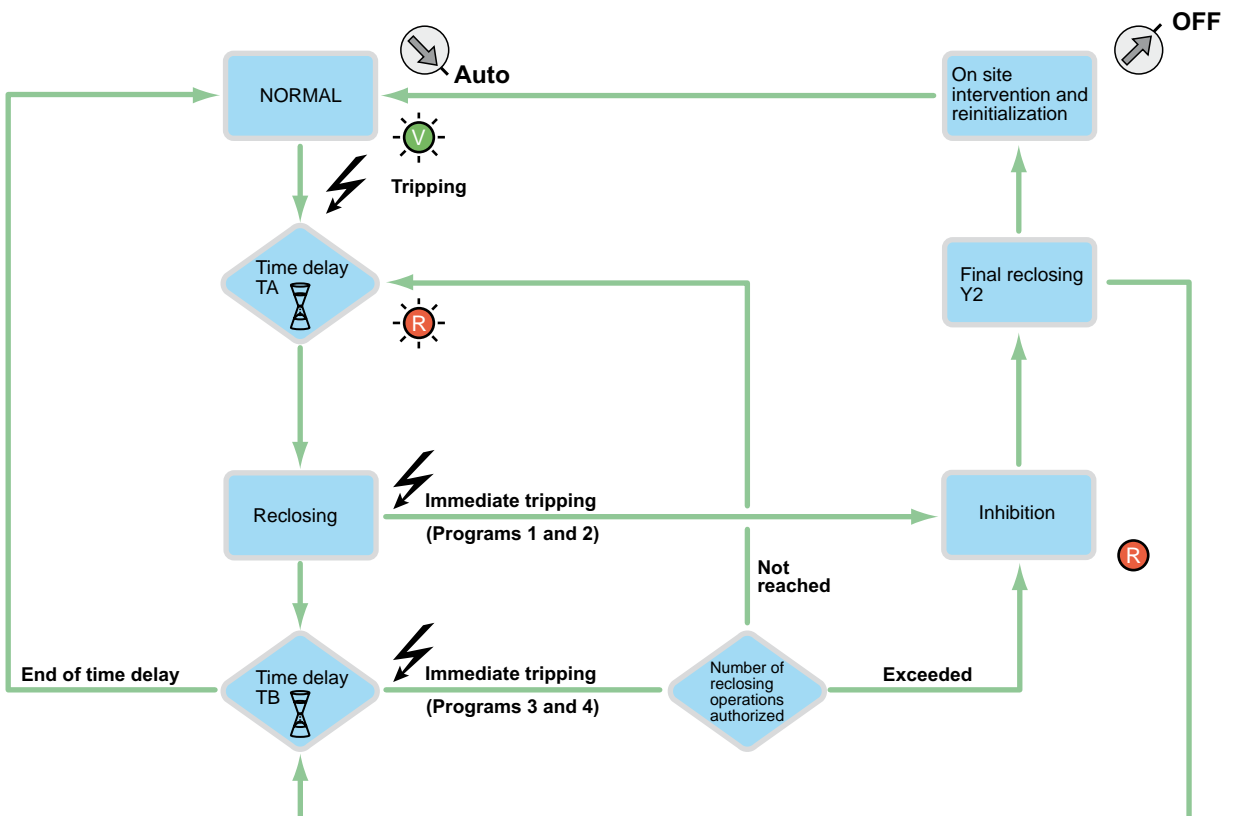 OFF
Auto
NORMAL
On site
intervention and
reinitialization
V
Tripping
Time delay
TA
Final reclosing
Y2
R
Reclosing
Immediate tripping
(Programs 1 and 2)
Inhibition
R
Not
reached
End of time delay
Time delay
TB
Immediate tripping
(Programs 3 and 4)
Number of
reclosing
operations
authorized
Exceeded